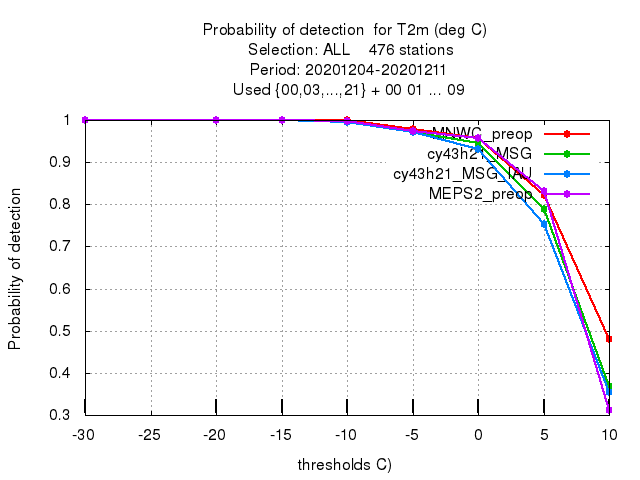 Probability of detection for T2m (deg C)
Selection: ALL 476 stations
Period: 20201204-20201211
Used {00,03,...,21} + 00 01 ... 09
MNWC_preop
cy43h21_MSG
cy43h21_MSG_IAU
MEPS2_preop
Probability of detection
1
0.9
0.8
0.7
0.6
0.5
0.4
0.3
-30 -25 -20 -15 -10 -5 0 5 10
thresholds C)